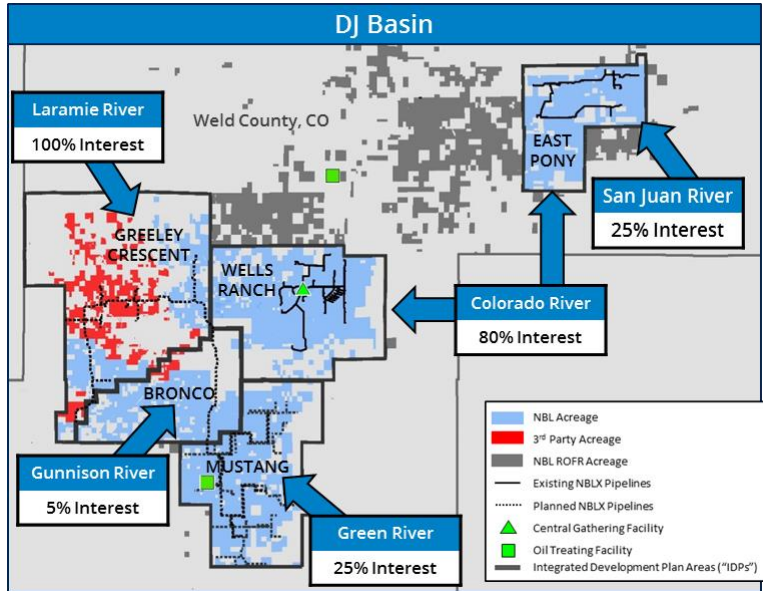 DJ Basin
Laramie River
100% Interest
Weld County, CO
EAST
PONY
San Juan River
25% Interest
GREELEY
CRESCENT
WELLS
RANCH
Colorado River
80% Interest
BRONCO
Gunnison River
5% Interest
MUSTANG
Green River
25% Interest
NBL Acreage
3rd Party Acreage
NBL ROFR Acreage
Existing NBLX Pipelines
Planned NBLX Pipelines
Central Gathering Facility
Oil Treating Facility
Integrated Development Plan Areas (“IDPs”)